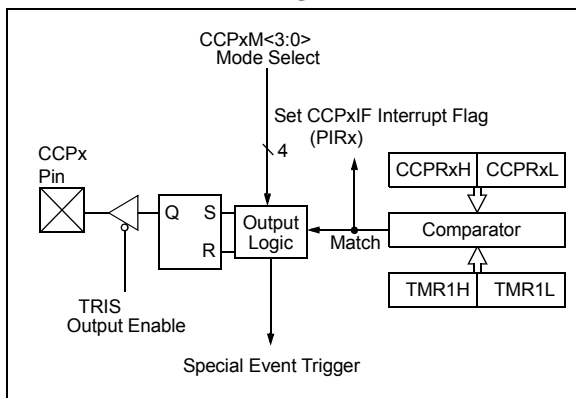 CCPxM<3:0>
Mode Select
Set CCPxIF Interrupt Flag
(PIRx)
4
CCPx
Pin
CCPRxH CCPRxL
Q S
R
Output
Logic
Match
Comparator
TRIS
Output Enable
TMR1H TMR1L
Special Event Trigger